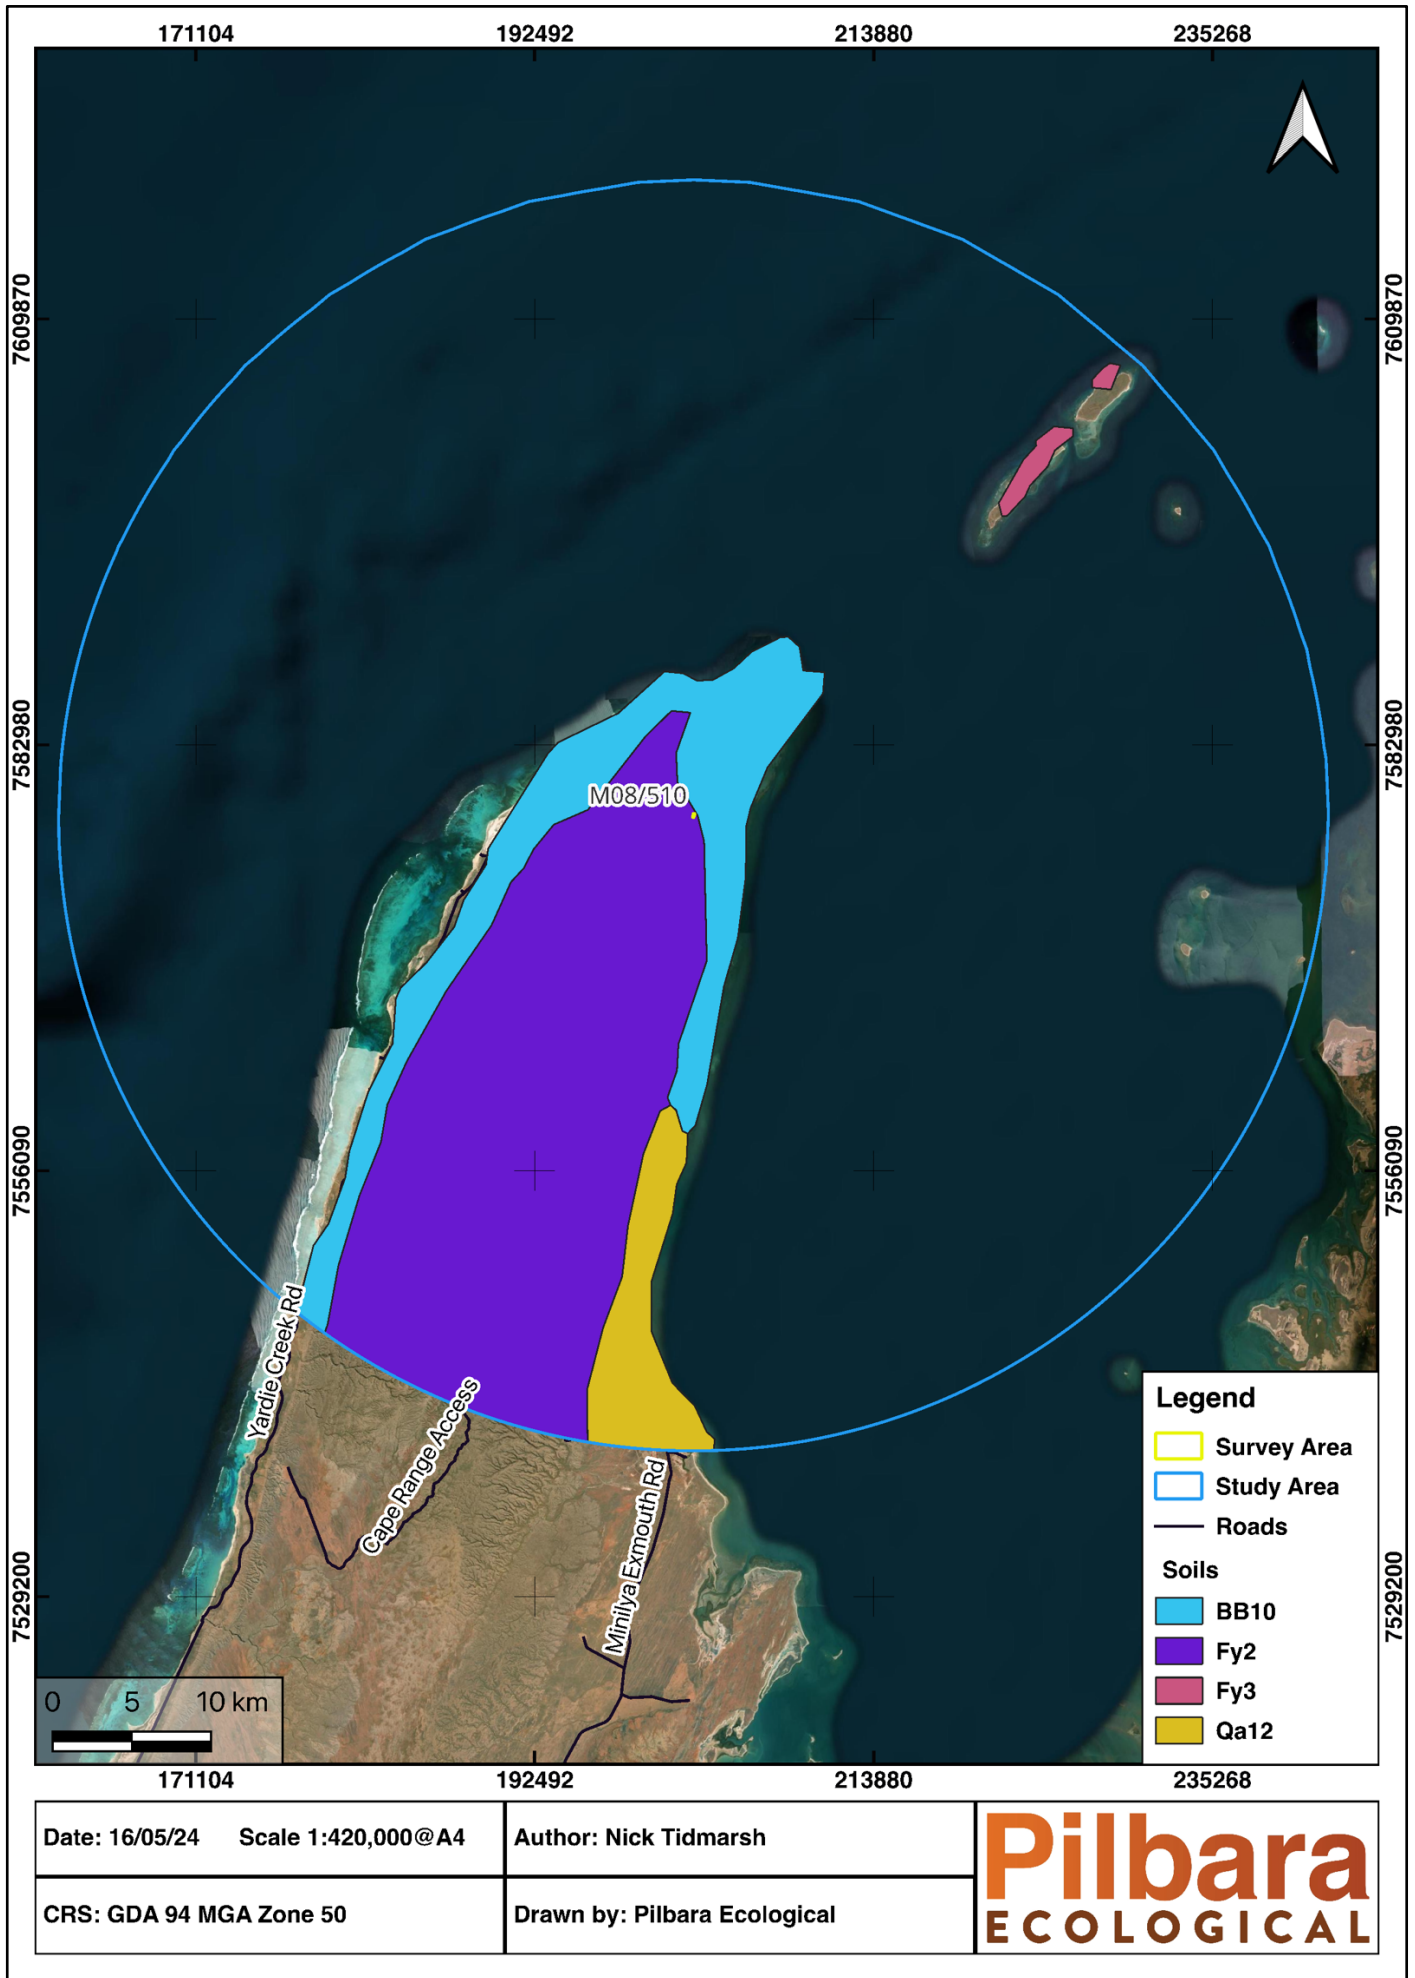 171104 192492 213880 235268
7609870 7609870
7582980 7582980
M08/510
7556090 7556090
Yardie Creek Rd
Cape Range Access
Minilya Exmouth Rd
7529200 7529200
Legend
Survey Area
Study Area
Roads
Soils
BB10
Fy2
Fy3
Qa12
0 5 10 km
171104 192492 213880 235268
Date: 16/05/24 Scale 1:420,000@A4
Author: Nick Tidmarsh
CRS: GDA 94 MGA Zone 50
Drawn by: Pilbara Ecological
Pilbara
ECOLOGICAL